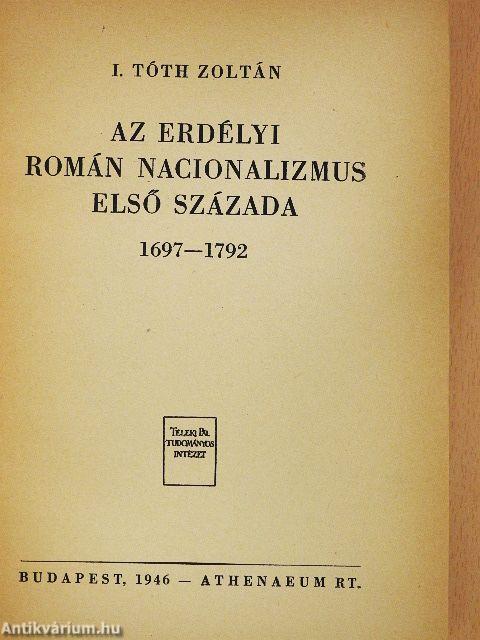 I. TÓTH ZOLTÁN
AZ ERDÉLYI
ROMÁN NACIONALIZMUS
ELSŐ SZÁZADA
1697—1792
TELEKI PÁL
TUDOMÁNYOS
INTÉZET
BUDAPEST, 1946 — ATHENAEUM RT.
Antikvárium.hu